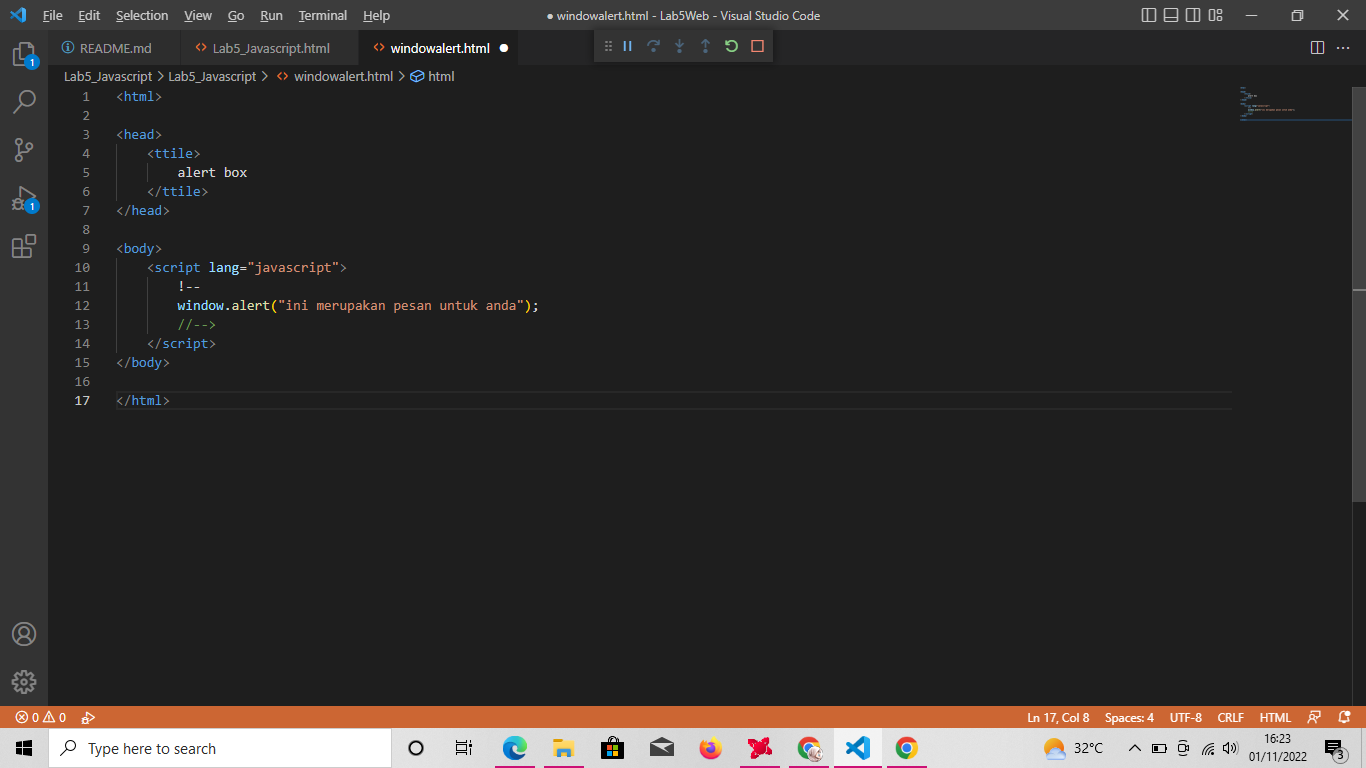 File Edit Selection View Go Run Terminal Help
● windowalert.html - Lab5Web - Visual Studio Code
README.md
Lab5_Javascript.html
windowalert.html ●
Lab5_Javascript > Lab5_Javascript > <> windowalert.html > html
1 <html>
2
3 <head>
4 <ttile>
5 alert box
6 </ttile>
7 </head>
8
9 <body>
10 <script lang="javascript">
11 !--
12 window.alert("ini merupakan pesan untuk anda");
13 //-->
14 </script>
15 </body>
16
17 </html>
1
1
0 0
Ln 17, Col 8 Spaces: 4 UTF-8 CRLF HTML
Type here to search
32°C
16:23
01/11/2022
3